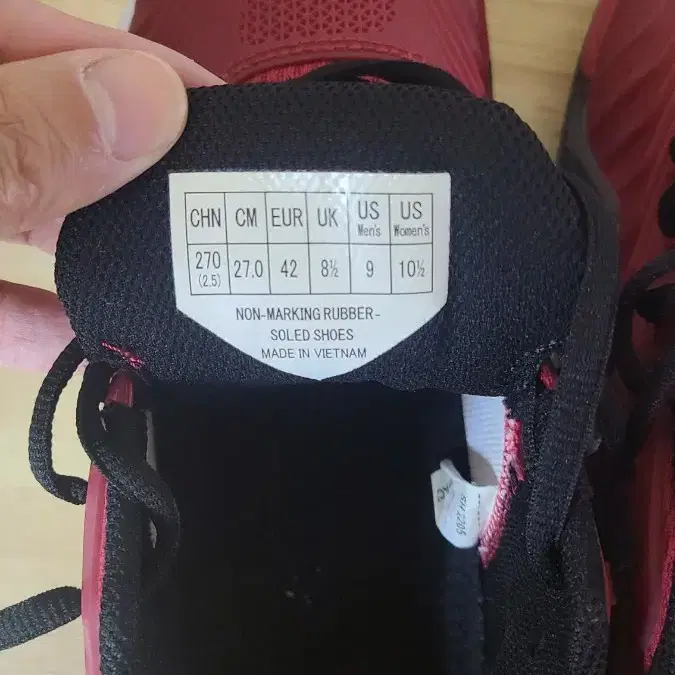 CHN CM EUR UK US Men's US Women's
270 (2.5) 27.0 42 8½ 9 10½
NON-MARKING RUBBER-
SOLED SHOES
MADE IN VIETNAM